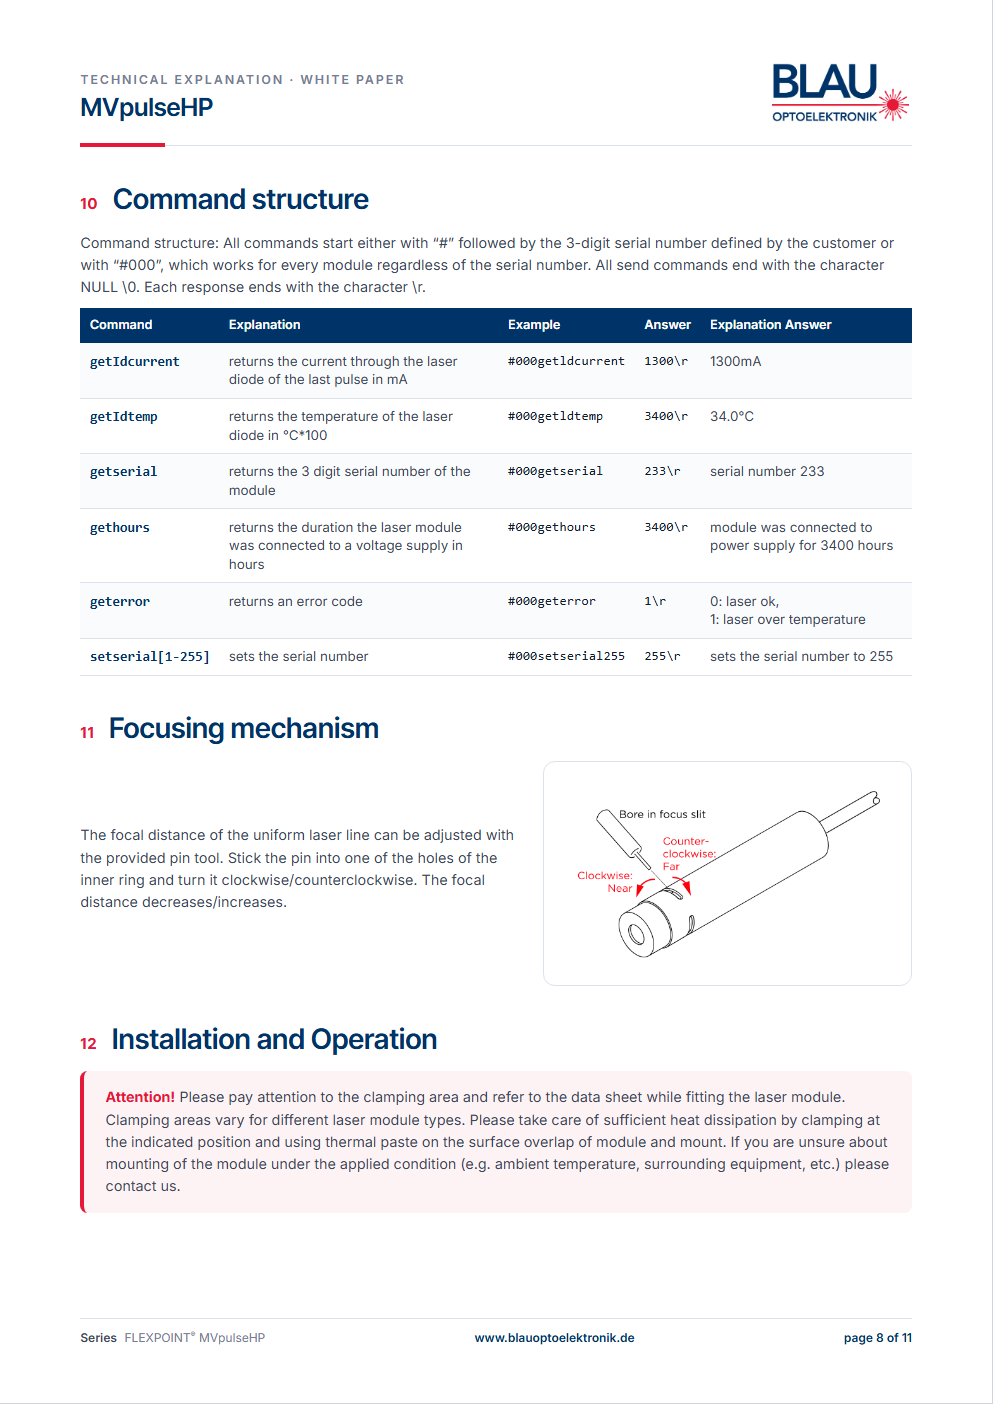 TECHNICAL EXPLANATION · WHITE PAPER
MVpulseHP
BLAU
OPTOELEKTRONIK
10 Command structure
Command structure: All commands start either with “#” followed by the 3-digit serial number defined by the customer or
with “#000”, which works for every module regardless of the serial number. All send commands end with the character
NULL \0. Each response ends with the character \r.
Command Explanation Example Answer Explanation Answer
getIdcurrent returns the current through the laser #000getldcurrent 1300\r 1300mA
diode of the last pulse in mA
getIdtemp returns the temperature of the laser #000getldtemp 3400\r 34.0°C
diode in °C*100
getserial returns the 3 digit serial number of the #000getserial 233\r serial number 233
module
gethours returns the duration the laser module #000gethours 3400\r module was connected to
was connected to a voltage supply in power supply for 3400 hours
hours
geterror returns an error code #000geterror 1\r 0: laser ok,
1: laser over temperature
setserial[1-255] sets the serial number #000setserial255 255\r sets the serial number to 255
11 Focusing mechanism
The focal distance of the uniform laser line can be adjusted with
the provided pin tool. Stick the pin into one of the holes of the
inner ring and turn it clockwise/counterclockwise. The focal
distance decreases/increases.
Bore in focus slit
Counter-
clockwise:
Far
Clockwise:
Near
12 Installation and Operation
Attention! Please pay attention to the clamping area and refer to the data sheet while fitting the laser module.
Clamping areas vary for different laser module types. Please take care of sufficient heat dissipation by clamping at
the indicated position and using thermal paste on the surface overlap of module and mount. If you are unsure about
mounting of the module under the applied condition (e.g. ambient temperature, surrounding equipment, etc.) please
contact us.
Series FLEXPOINT® MVpulseHP www.blauoptoelektronik.de page 8 of 11